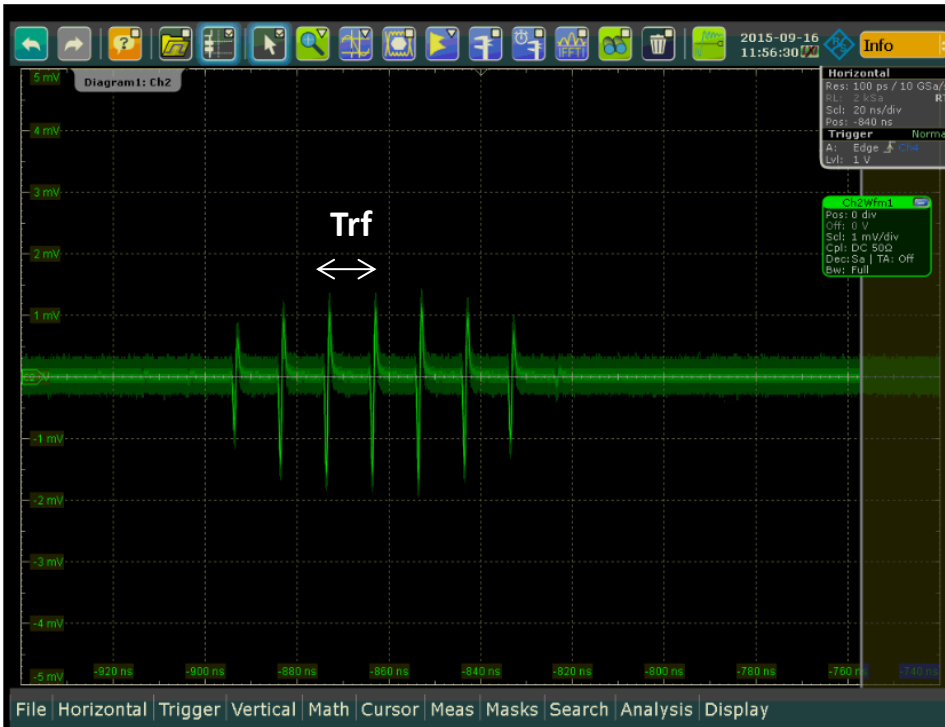 2015-09-16
11:56:30
Info
FFT
Diagram1: Ch2
Horizontal
Res: 100 ps / 10 GSa/s
RL: 2 kSa
Scl: 20 ns/div
Pos: -840 ns
Trigger Norma
A: Edge Ch4
Lvl: 1 V
Ch2Wfm1
Pos: 0 div
Off: 0 V
Scl: 1 mV/div
Cpl: DC 50Ω
Dec: Sa | TA: Off
Bw: Full
5 mV
4 mV
3 mV
2 mV
1 mV
-1 mV
-2 mV
-3 mV
-4 mV
-5 mV
Trf
-920 ns -900 ns -880 ns -860 ns -840 ns -820 ns -800 ns -780 ns -760 ns -740 ns
File Horizontal Trigger Vertical Math Cursor Meas Masks Search Analysis Display